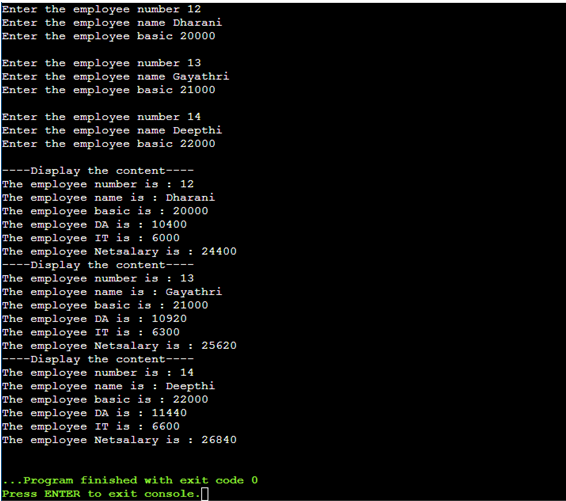 Enter the employee number 12
Enter the employee name Dharani
Enter the employee basic 20000
Enter the employee number 13
Enter the employee name Gayathri
Enter the employee basic 21000
Enter the employee number 14
Enter the employee name Deepthi
Enter the employee basic 22000
----Display the content----
The employee number is : 12
The employee name is : Dharani
The employee basic is : 20000
The employee DA is : 10400
The employee IT is : 6000
The employee Netsalary is : 24400
----Display the content----
The employee number is : 13
The employee name is : Gayathri
The employee basic is : 21000
The employee DA is : 10920
The employee IT is : 6300
The employee Netsalary is : 25620
----Display the content----
The employee number is : 14
The employee name is : Deepthi
The employee basic is : 22000
The employee DA is : 11440
The employee IT is : 6600
The employee Netsalary is : 26840
...Program finished with exit code 0
Press ENTER to exit console.